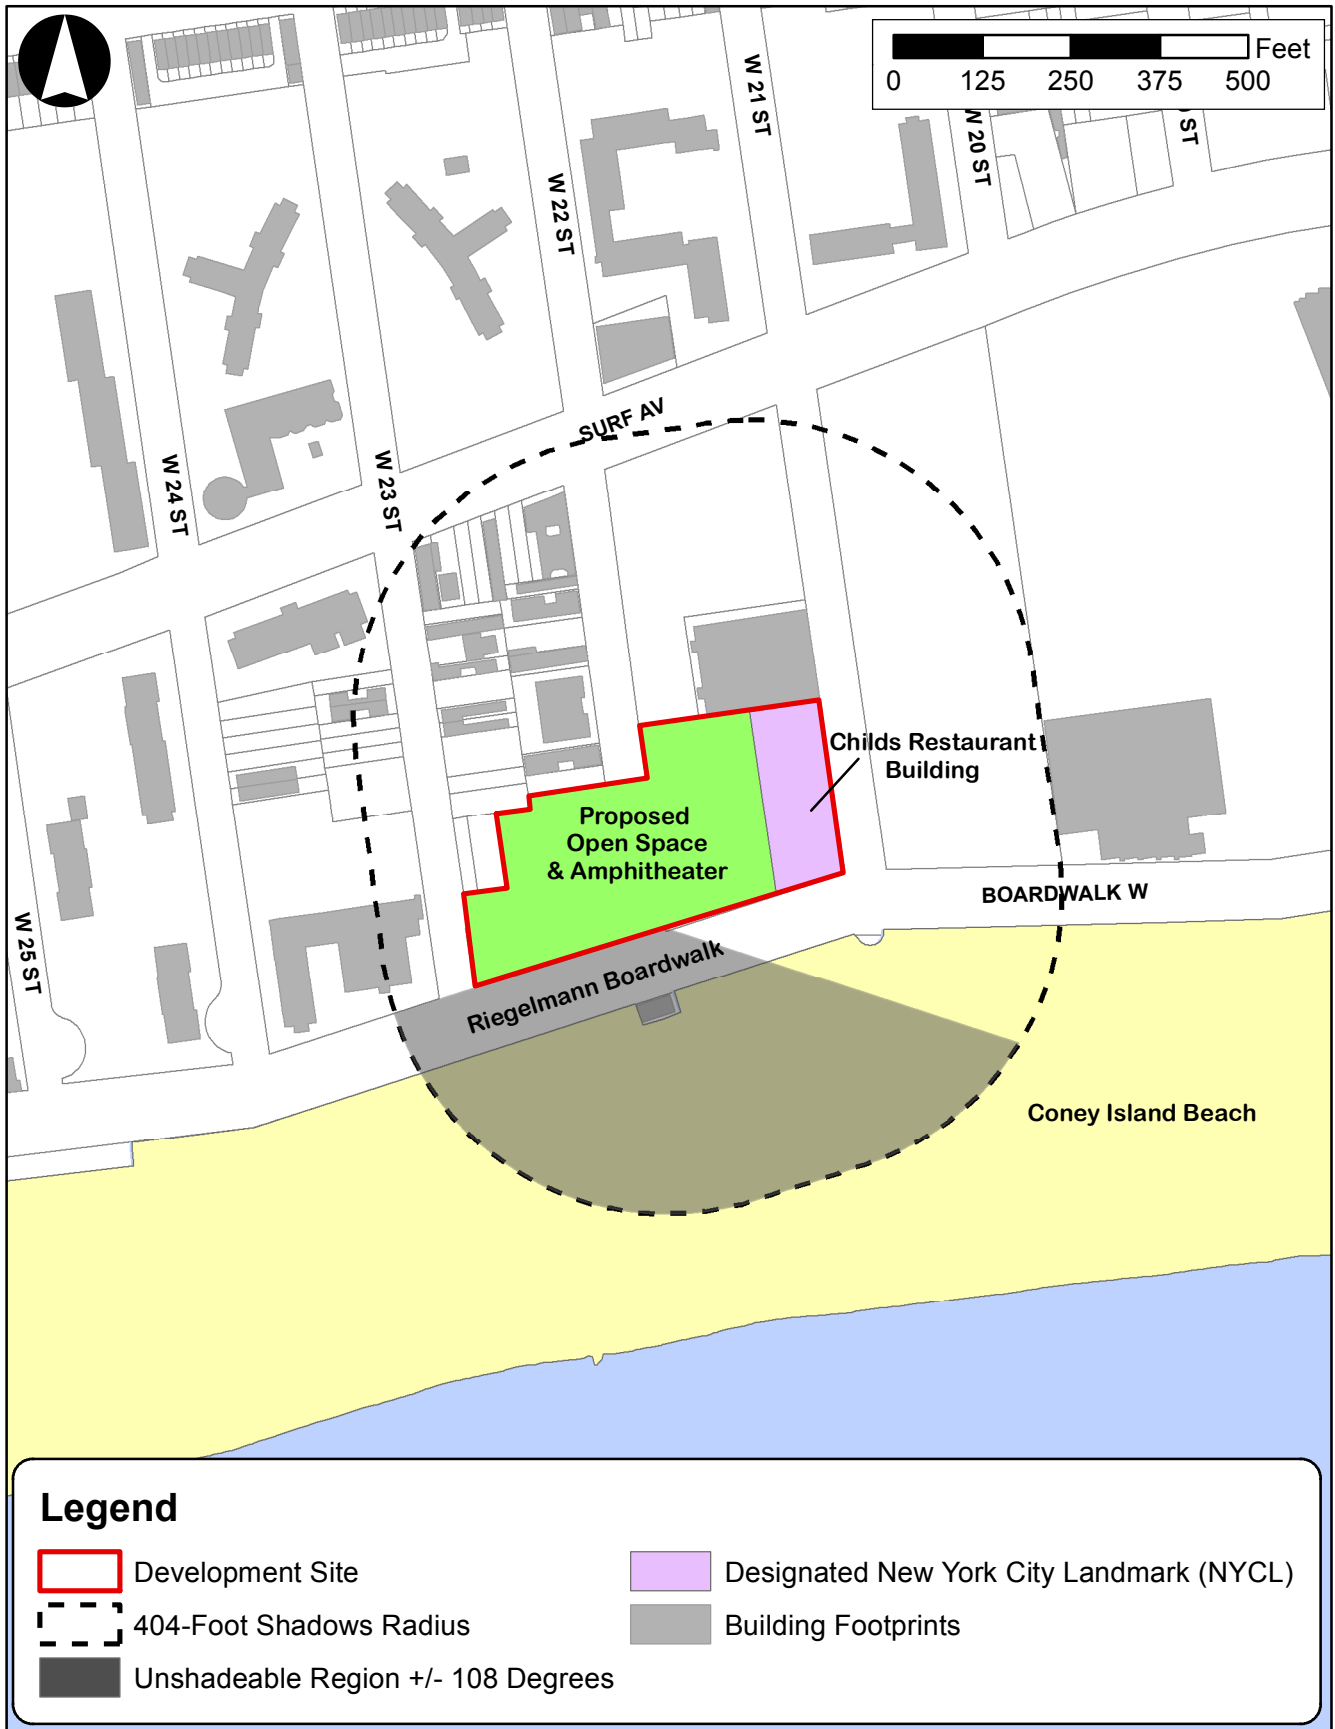 Feet
0 125 250 375 500
W 21 ST
W 20 ST
ST
W 22 ST
SURF AV
W 24 ST
W 23 ST
Childs Restaurant
Building
Proposed
Open Space
& Amphitheater
BOARDWALK W
W 25 ST
Riegelmann Boardwalk
Coney Island Beach
Legend
Development Site
404-Foot Shadows Radius
Unshadeable Region +/- 108 Degrees
Designated New York City Landmark (NYCL)
Building Footprints